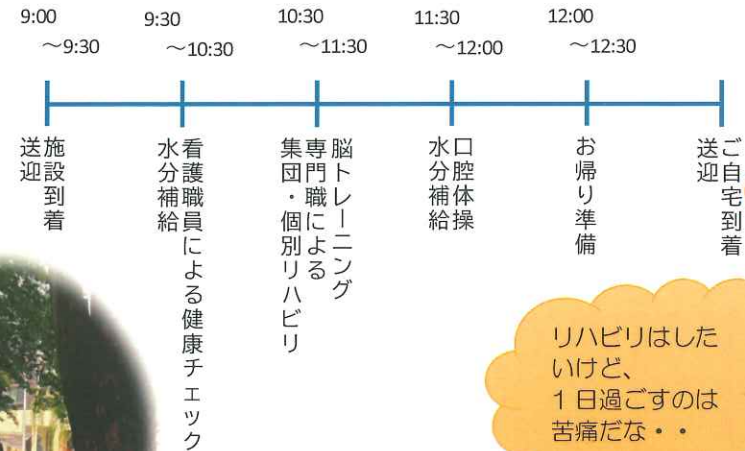 9:00
～9:30
9:30
～10:30
10:30
～11:30
11:30
～12:00
12:00
～12:30
施設到着
送迎
看護職員による健康チェック
水分補給
脳トレーニング
専門職による
集団・個別リハビリ
口腔体操
水分補給
お帰り準備
ご自宅到着
送迎
リハビリはした
いけど、
１日過ごすのは
苦痛だな・・